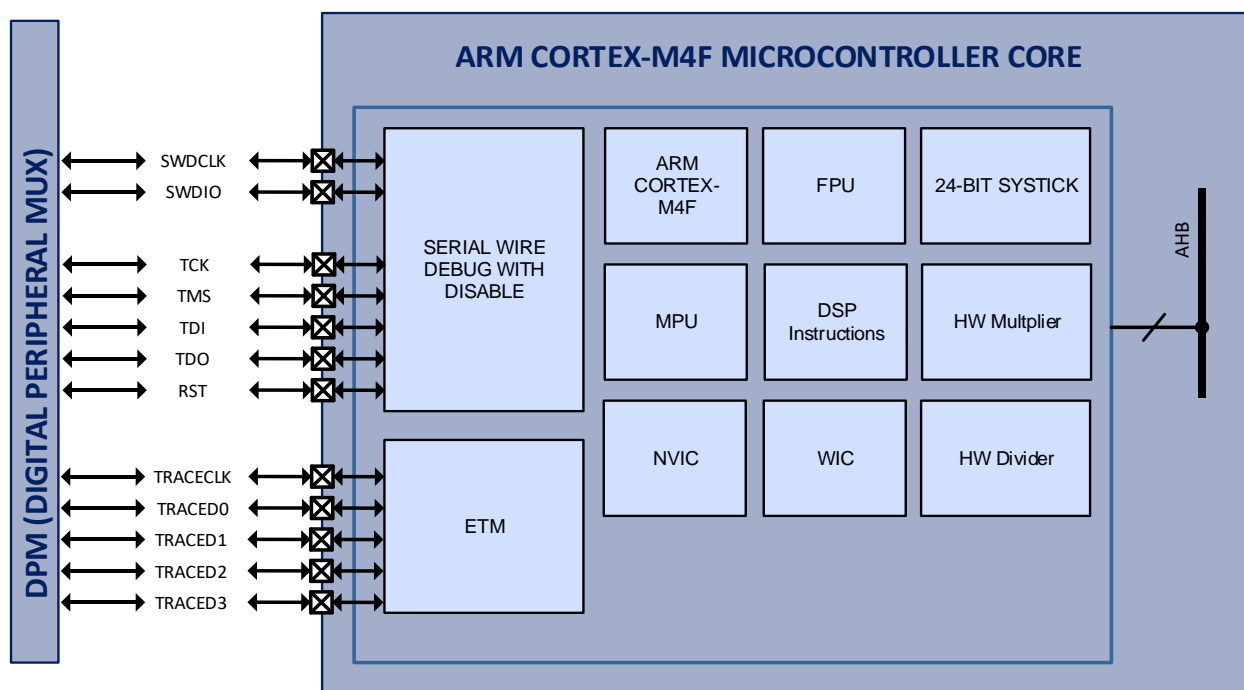 ARM CORTEX-M4F MICROCONTROLLER CORE
DPM (DIGITAL PERIPHERAL MUX)
SWDCLK
SWDIO
TCK
TMS
TDI
TDO
RST
TRACECLK
TRACED0
TRACED1
TRACED2
TRACED3
SERIAL WIRE
DEBUG WITH
DISABLE
ETM
ARM
CORTEX-
M4F
FPU
24-BIT SYSTICK
MPU
DSP
Instructions
HW Multplier
NVIC
WIC
HW Divider
AHB